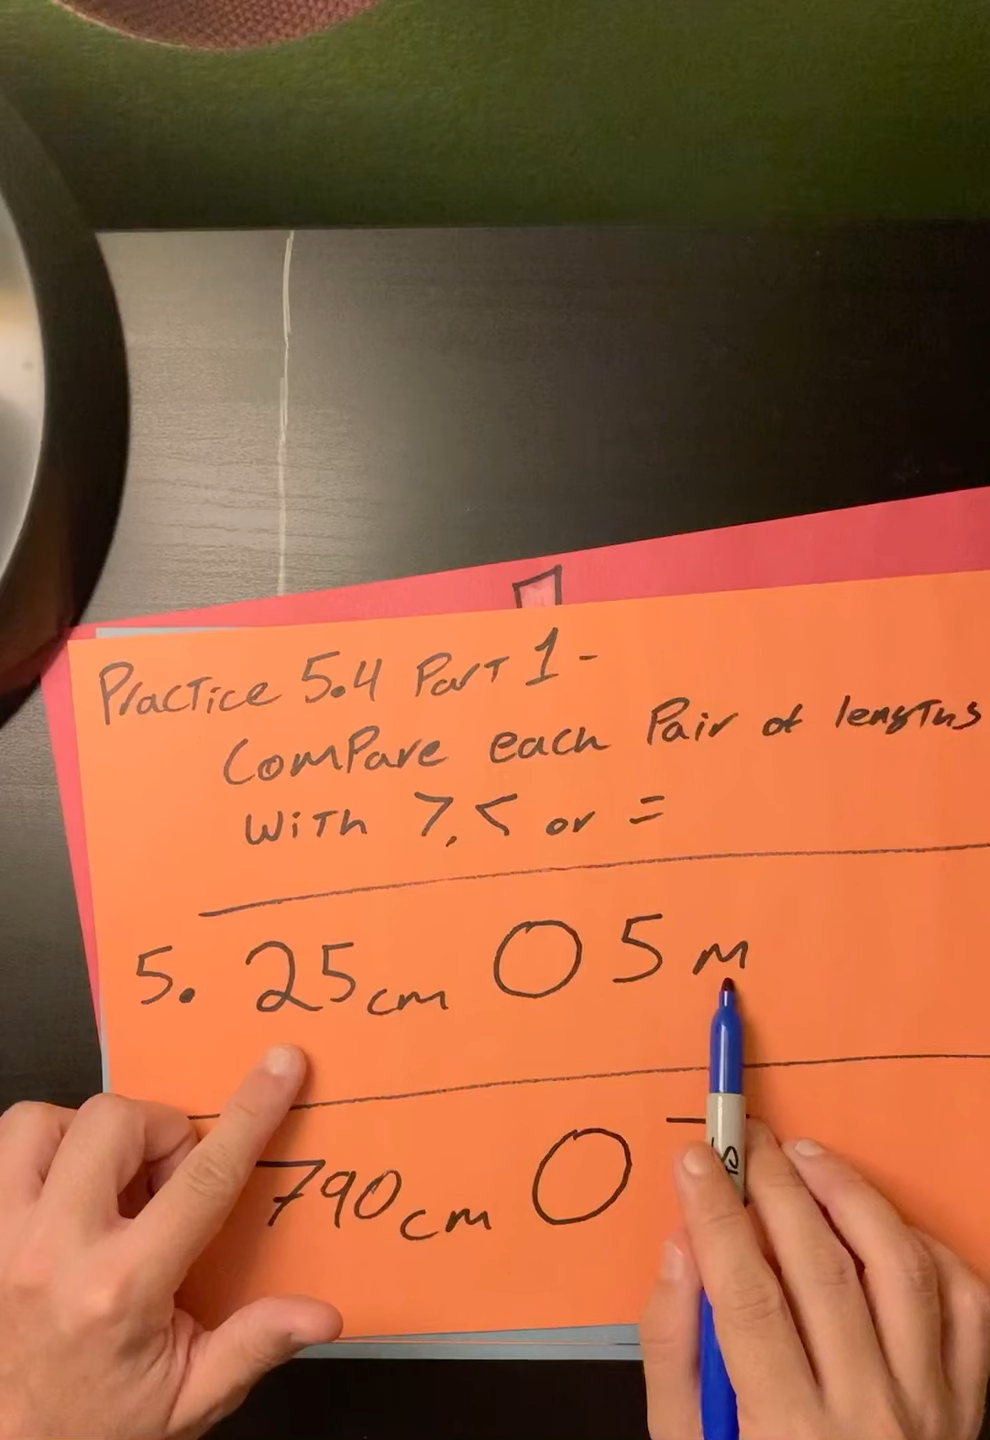 Practice 5.4 Part 1 -
Compare each Pair of lengths
with >, < or =
5. 25 cm O 5 m
790 cm O